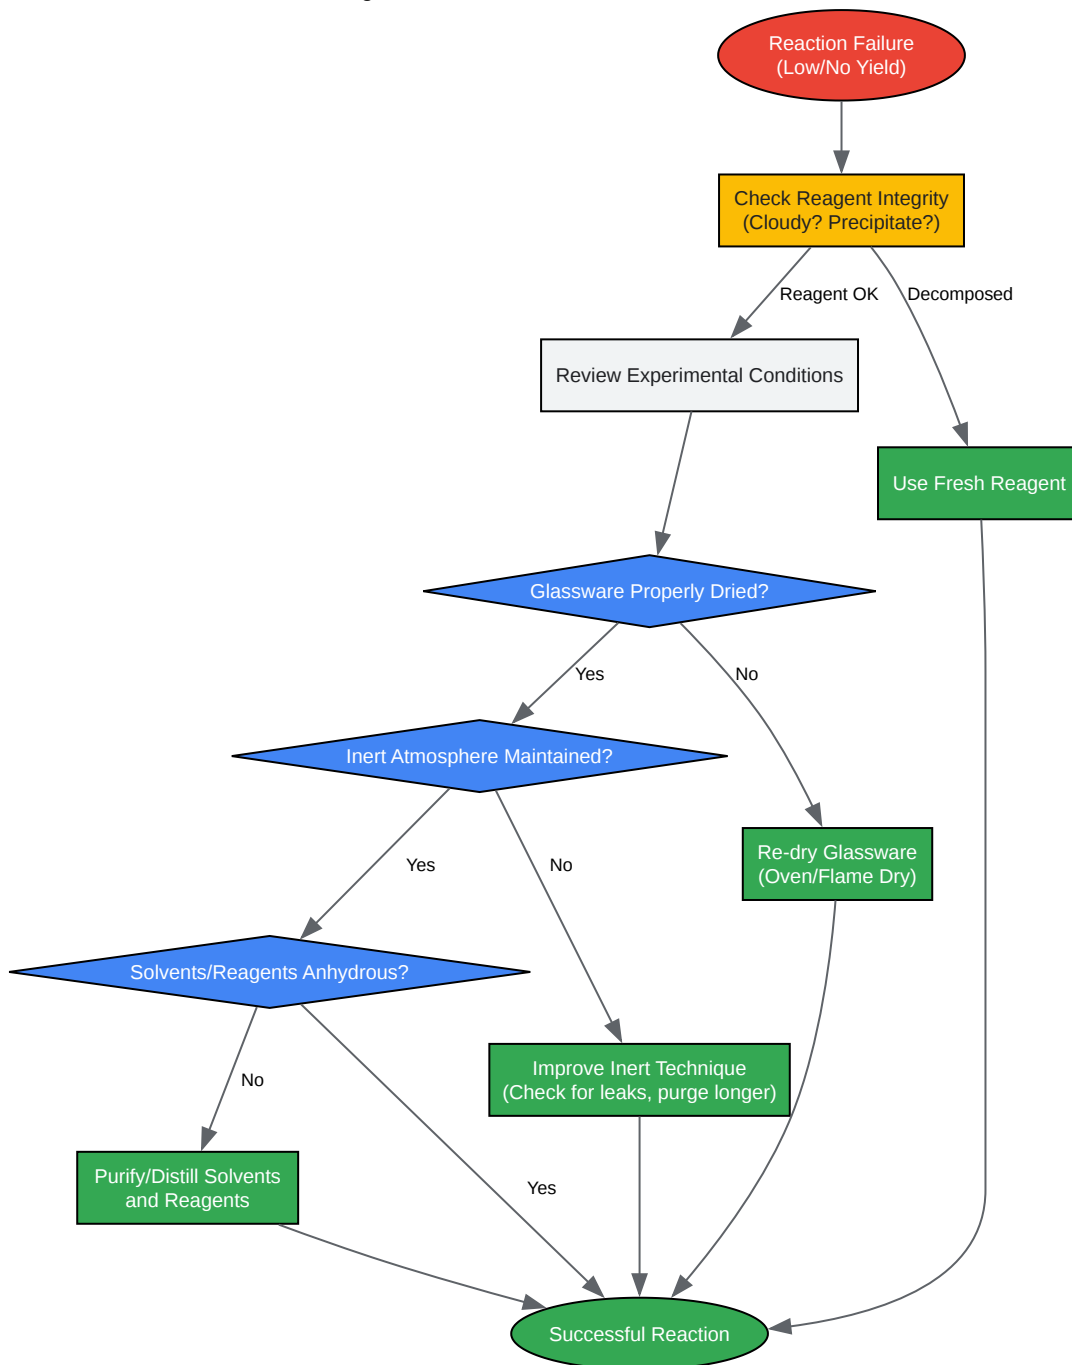 Reaction Failure
(Low/No Yield)
Check Reagent Integrity
(Cloudy? Precipitate?)
Reagent OK
Decomposed
Review Experimental Conditions
Use Fresh Reagent
Glassware Properly Dried?
Yes
No
Inert Atmosphere Maintained?
Re-dry Glassware
(Oven/Flame Dry)
Yes
No
Solvents/Reagents Anhydrous?
Improve Inert Technique
(Check for leaks, purge longer)
No
Purify/Distill Solvents
and Reagents
Yes
Successful Reaction